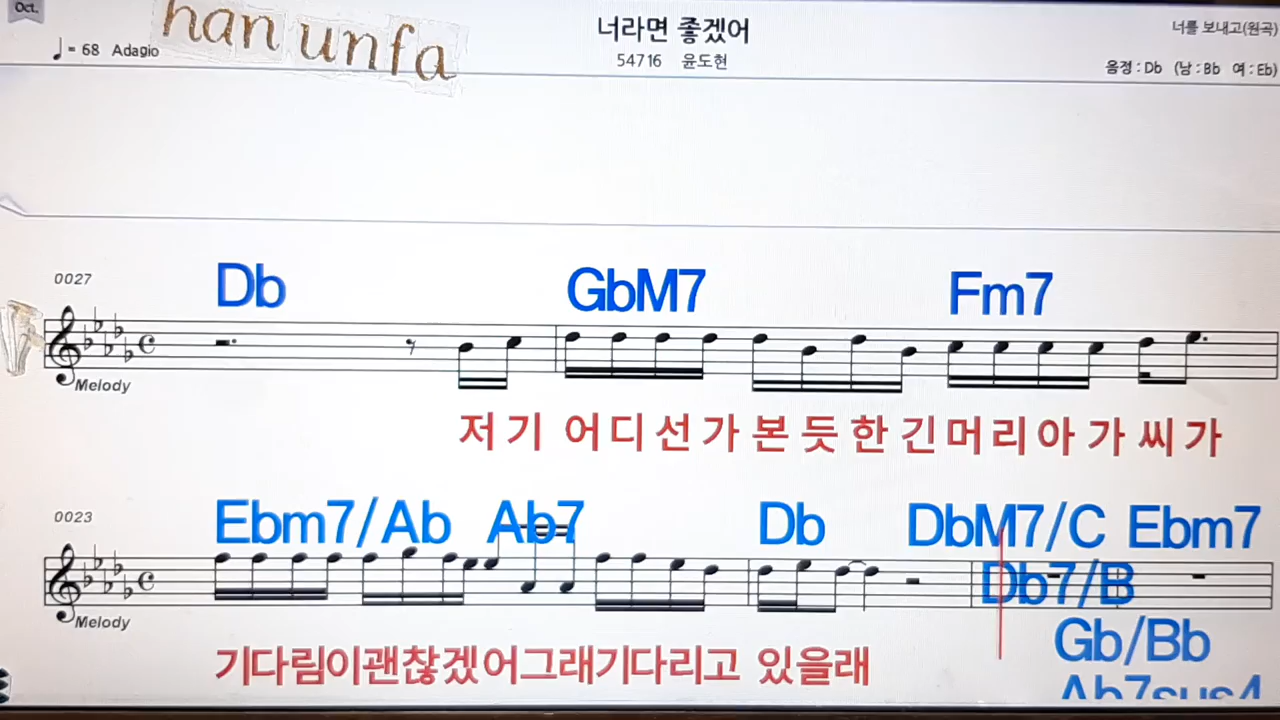 Oct.
han unfa
너라면 좋겠어
너를 보내고(원곡)
♩= 68 Adagio
54716 윤도현
음정 : Db (남 : Bb 여 : Eb)
0027
Db GbM7 Fm7
Melody
저기 어디선가본듯한긴머리아가씨가
0023
Ebm7/Ab Ab7 Db DbM7/C Ebm7
Db7/B
Melody
Gb/Bb
기다림이괜찮겠어그래기다리고 있을래
Ab7sus4